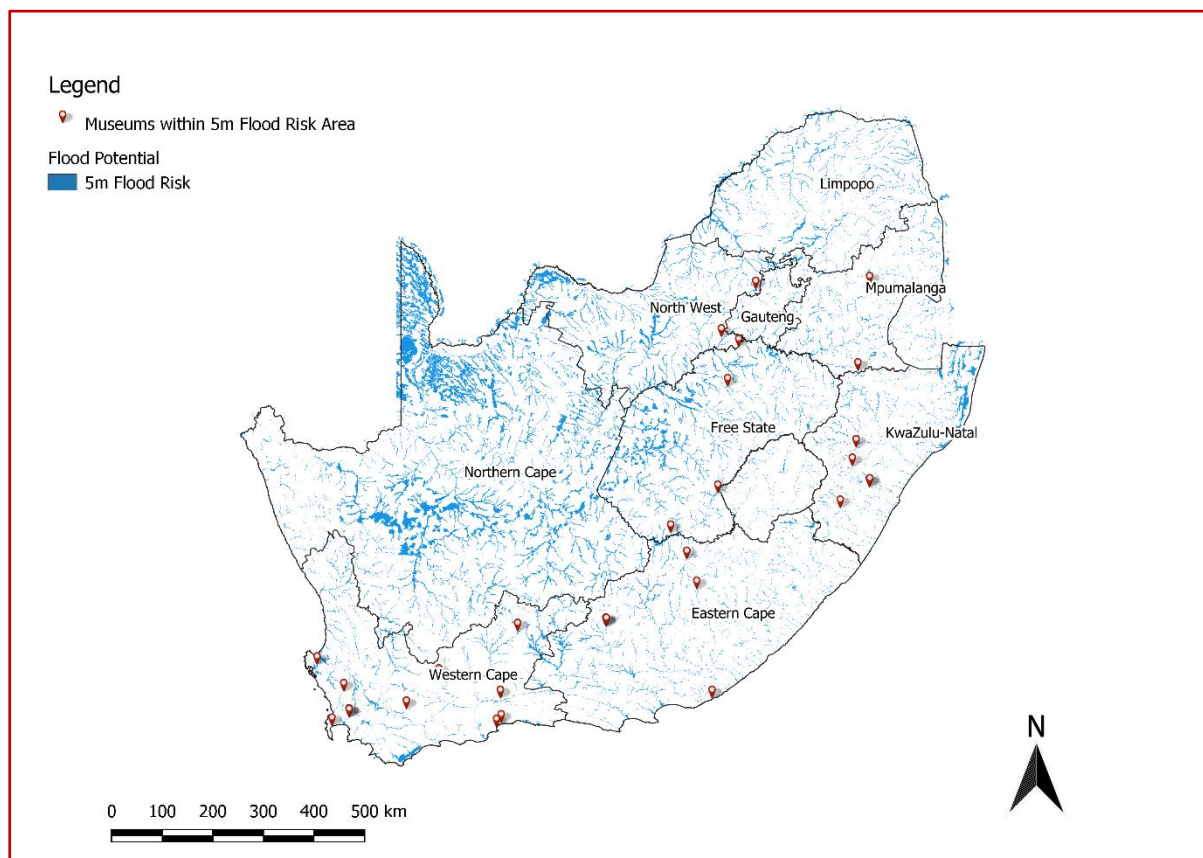 Legend
Museums within 5m Flood Risk Area
Flood Potential
5m Flood Risk
Limpopo
Mpumalanga
North West
Gauteng
Free State
KwaZulu-Natal
Northern Cape
Eastern Cape
Western Cape
N
0 100 200 300 400 500 km